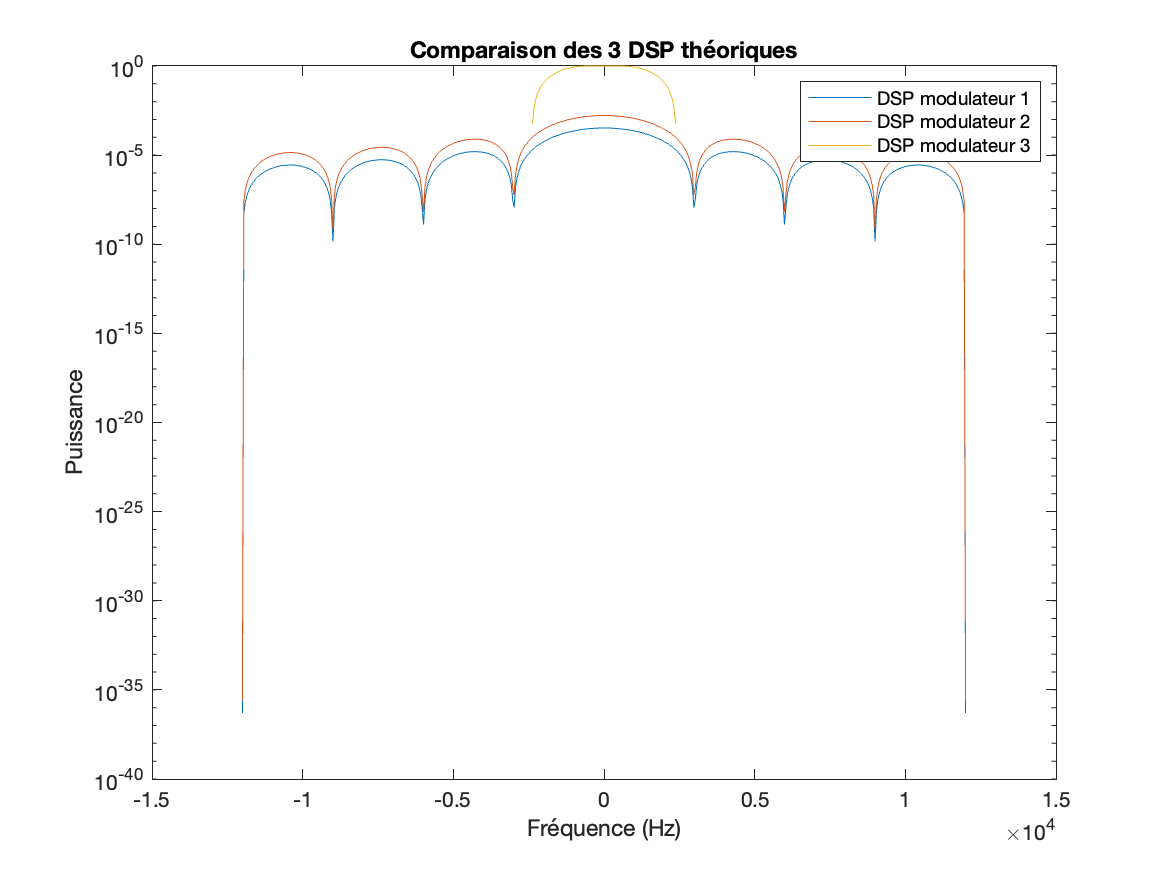 Comparaison des 3 DSP théoriques
10^0
10^-5
10^-10
10^-15
10^-20
10^-25
10^-30
10^-35
10^-40
Puissance
DSP modulateur 1
DSP modulateur 2
DSP modulateur 3
-1.5 -1 -0.5 0 0.5 1 1.5
Fréquence (Hz)
×10^4